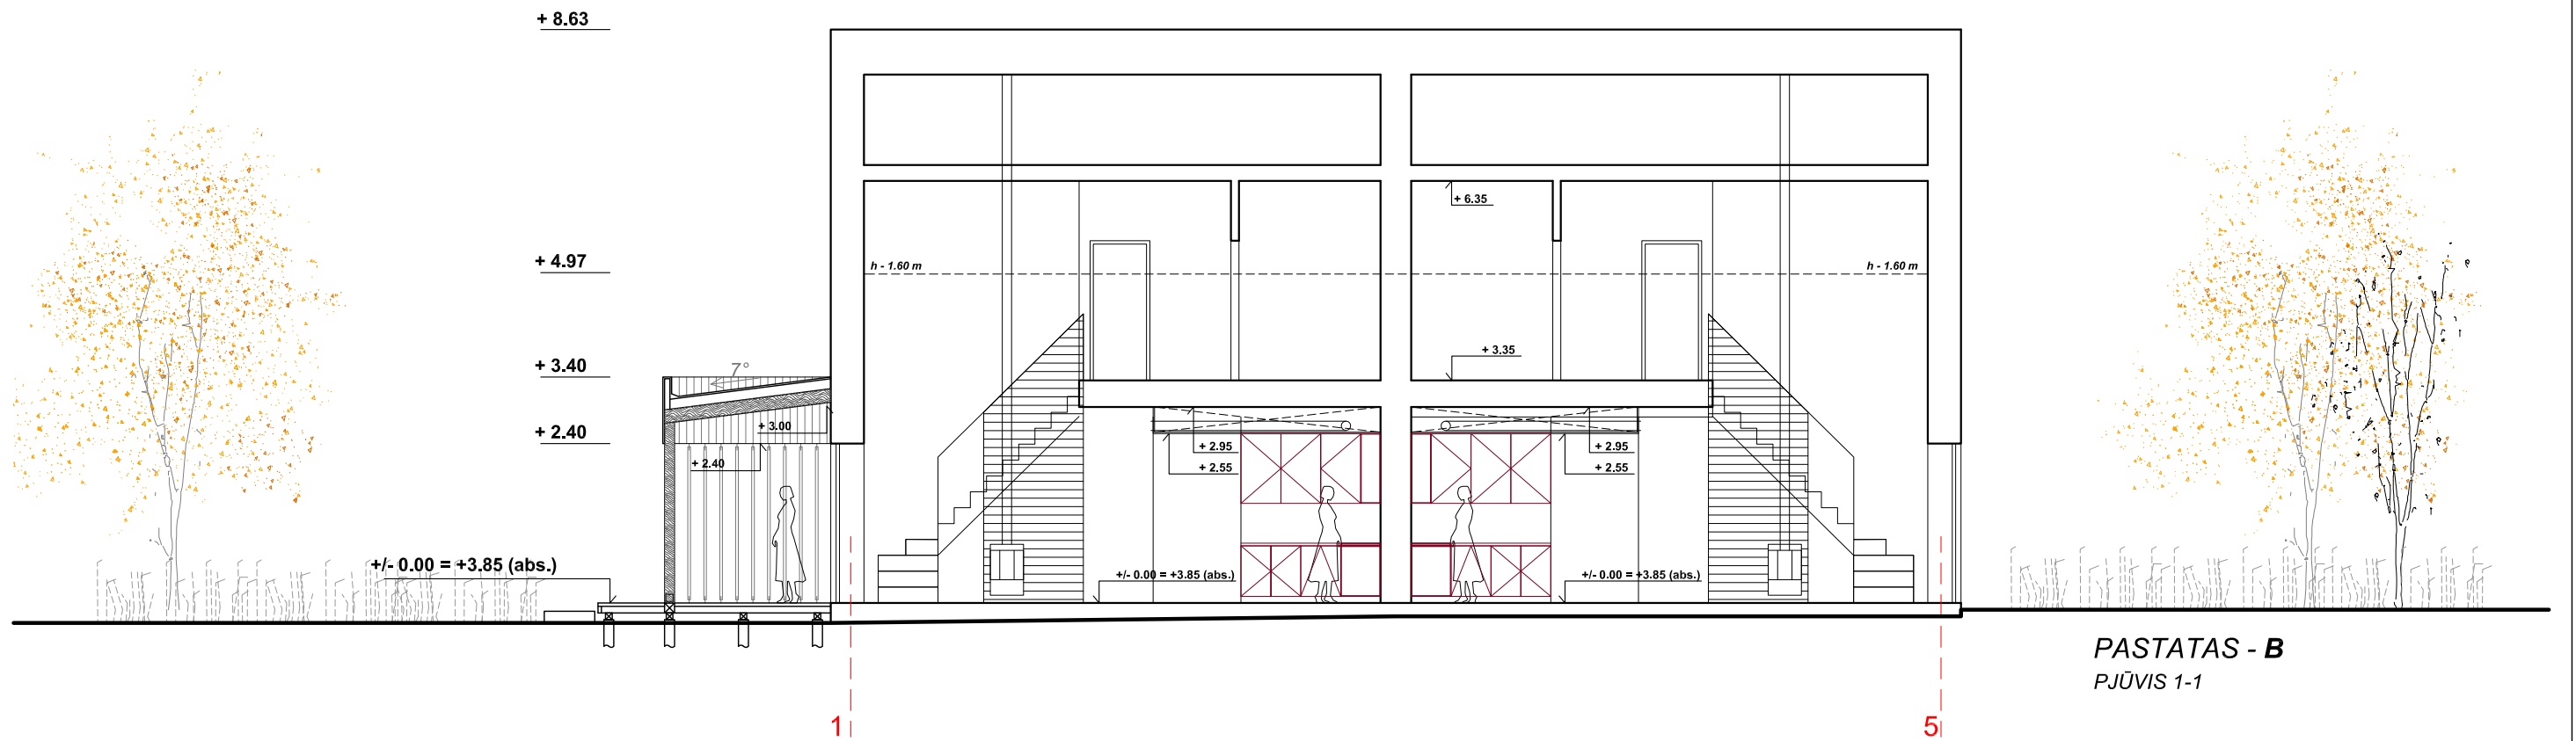 + 8.63
+ 6.35
+ 4.97
h - 1.60 m
h - 1.60 m
+ 3.40
7°
+ 3.35
+ 2.40
+ 3.00
+ 2.40
+ 2.95
+ 2.55
+ 2.95
+ 2.55
+/- 0.00 = +3.85 (abs.)
+/- 0.00 = +3.85 (abs.)
+/- 0.00 = +3.85 (abs.)
PASTATAS - B
PJŪVIS 1-1
1
5